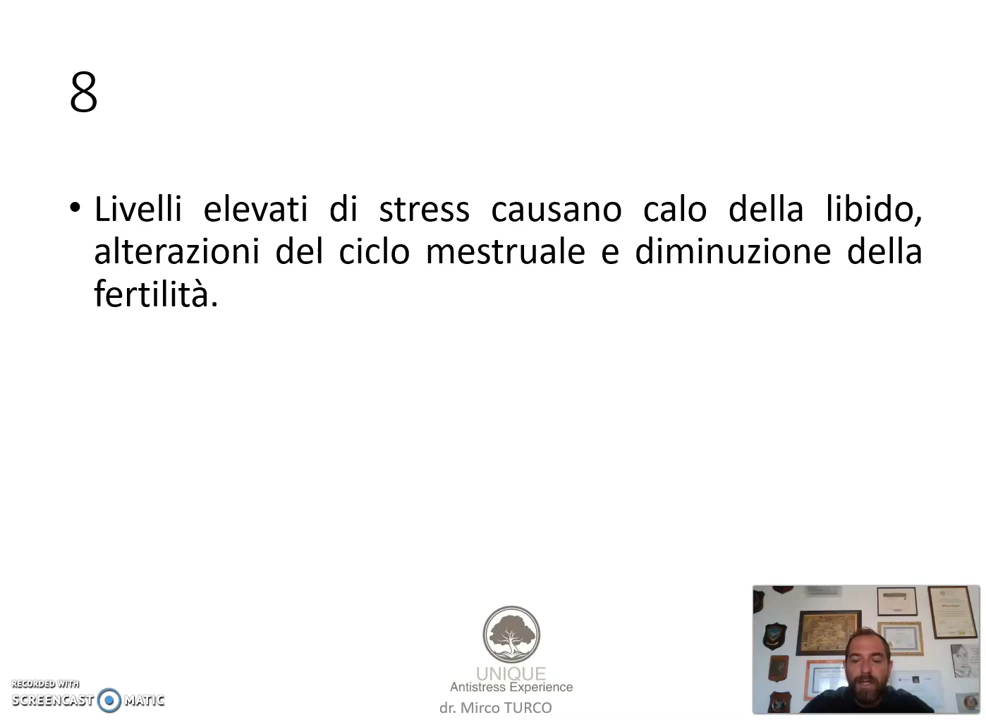 8
• Livelli elevati di stress causano calo della libido,
alterazioni del ciclo mestruale e diminuzione della
fertilità.
UNIQUE
Antistress Experience
dr. Mirco TURCO
RECORDED WITH
SCREENCAST MATIC